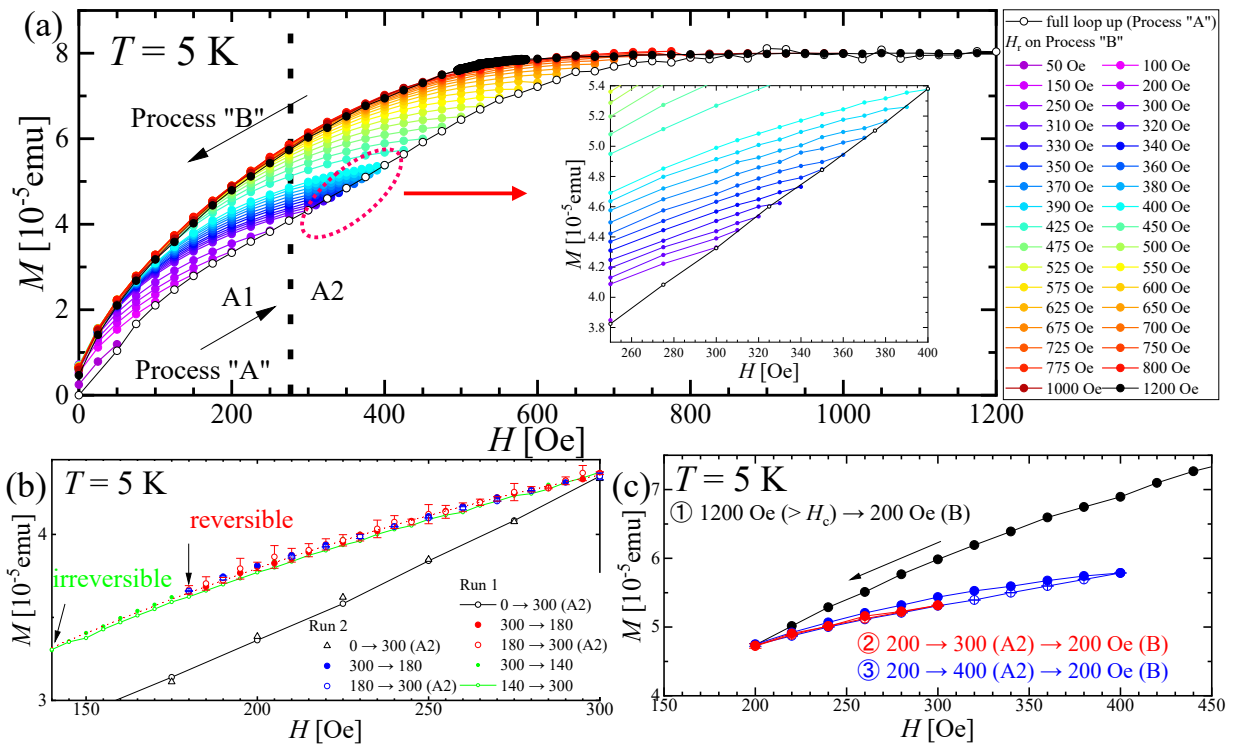 (a)
T = 5 K
Process "B"
A1
A2
Process "A"
M [10⁻⁵emu]
0
2
4
6
8
0
200
400
600
800
1000
1200
H [Oe]
M [10⁻⁵emu]
3.8
4.0
4.2
4.4
4.6
4.8
5.0
5.2
5.4
260
280
300
320
340
360
380
400
H [Oe]
full loop up (Process "A")
Hᵣ on Process "B"
50 Oe 100 Oe
150 Oe 200 Oe
250 Oe 300 Oe
310 Oe 320 Oe
330 Oe 340 Oe
350 Oe 360 Oe
370 Oe 380 Oe
390 Oe 400 Oe
425 Oe 450 Oe
475 Oe 500 Oe
525 Oe 550 Oe
575 Oe 600 Oe
625 Oe 650 Oe
675 Oe 700 Oe
725 Oe 750 Oe
775 Oe 800 Oe
1000 Oe 1200 Oe
(b)
T = 5 K
reversible
irreversible
Run 1
0 → 300 (A2)
300 → 180
180 → 300 (A2)
300 → 140
140 → 300
Run 2
0 → 300 (A2)
300 → 180
180 → 300 (A2)
M [10⁻⁵emu]
3
4
150
200
250
300
H [Oe]
(c)
T = 5 K
① 1200 Oe (> H꜀) → 200 Oe (B)
② 200 → 300 (A2) → 200 Oe (B)
③ 200 → 400 (A2) → 200 Oe (B)
M [10⁻⁵emu]
4
5
6
7
150
200
250
300
350
400
450
H [Oe]